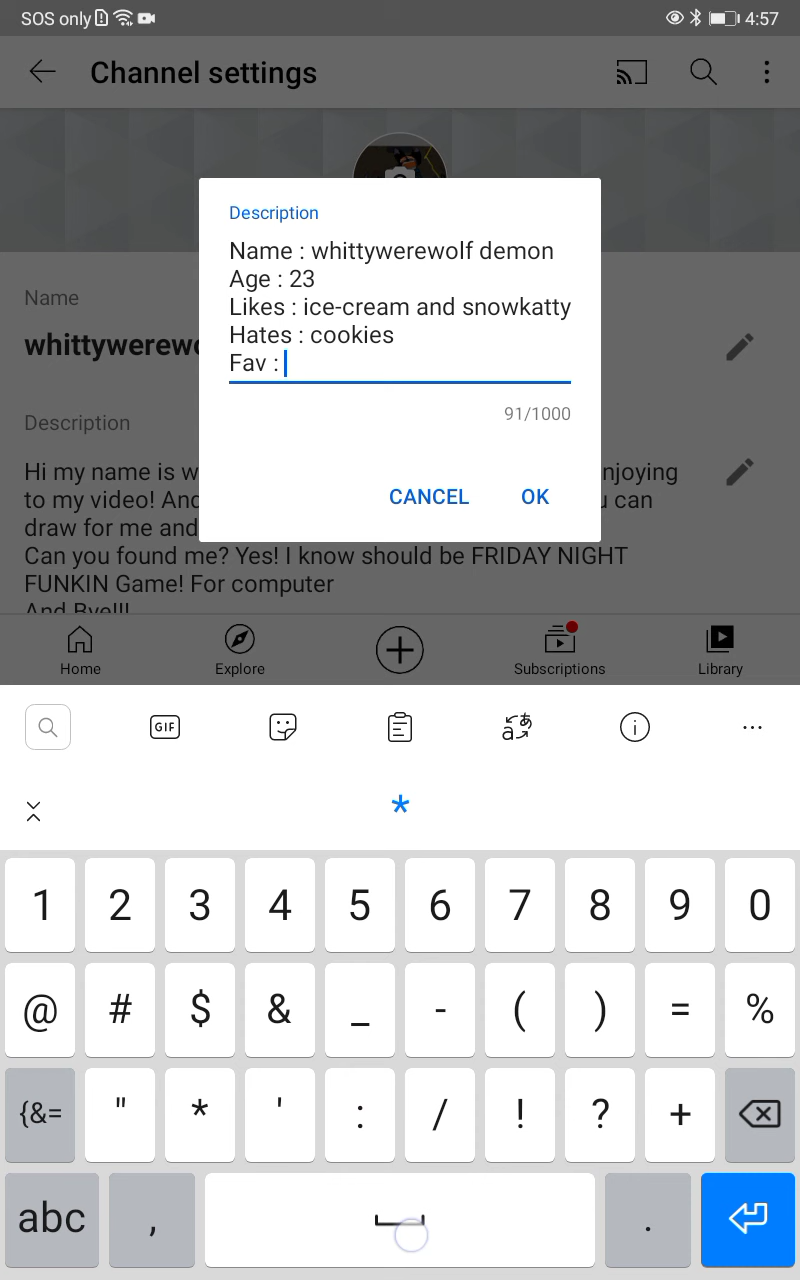 SOS only 4:57
Channel settings
Description
Name : whittywerewolf demon
Age : 23
Likes : ice-cream and snowkatty
Hates : cookies
Fav :
91/1000
CANCEL OK
Name
whittywerew
Description
Hi my name is w njoying
to my video! And u can
draw for me and
Can you found me? Yes! I know should be FRIDAY NIGHT
FUNKIN Game! For computer
And Bye!!!
Home Explore Subscriptions Library
GIF
*
1 2 3 4 5 6 7 8 9 0
@ # $ & _ - ( ) = %
{&= " * ' : / ! ? +
abc , .